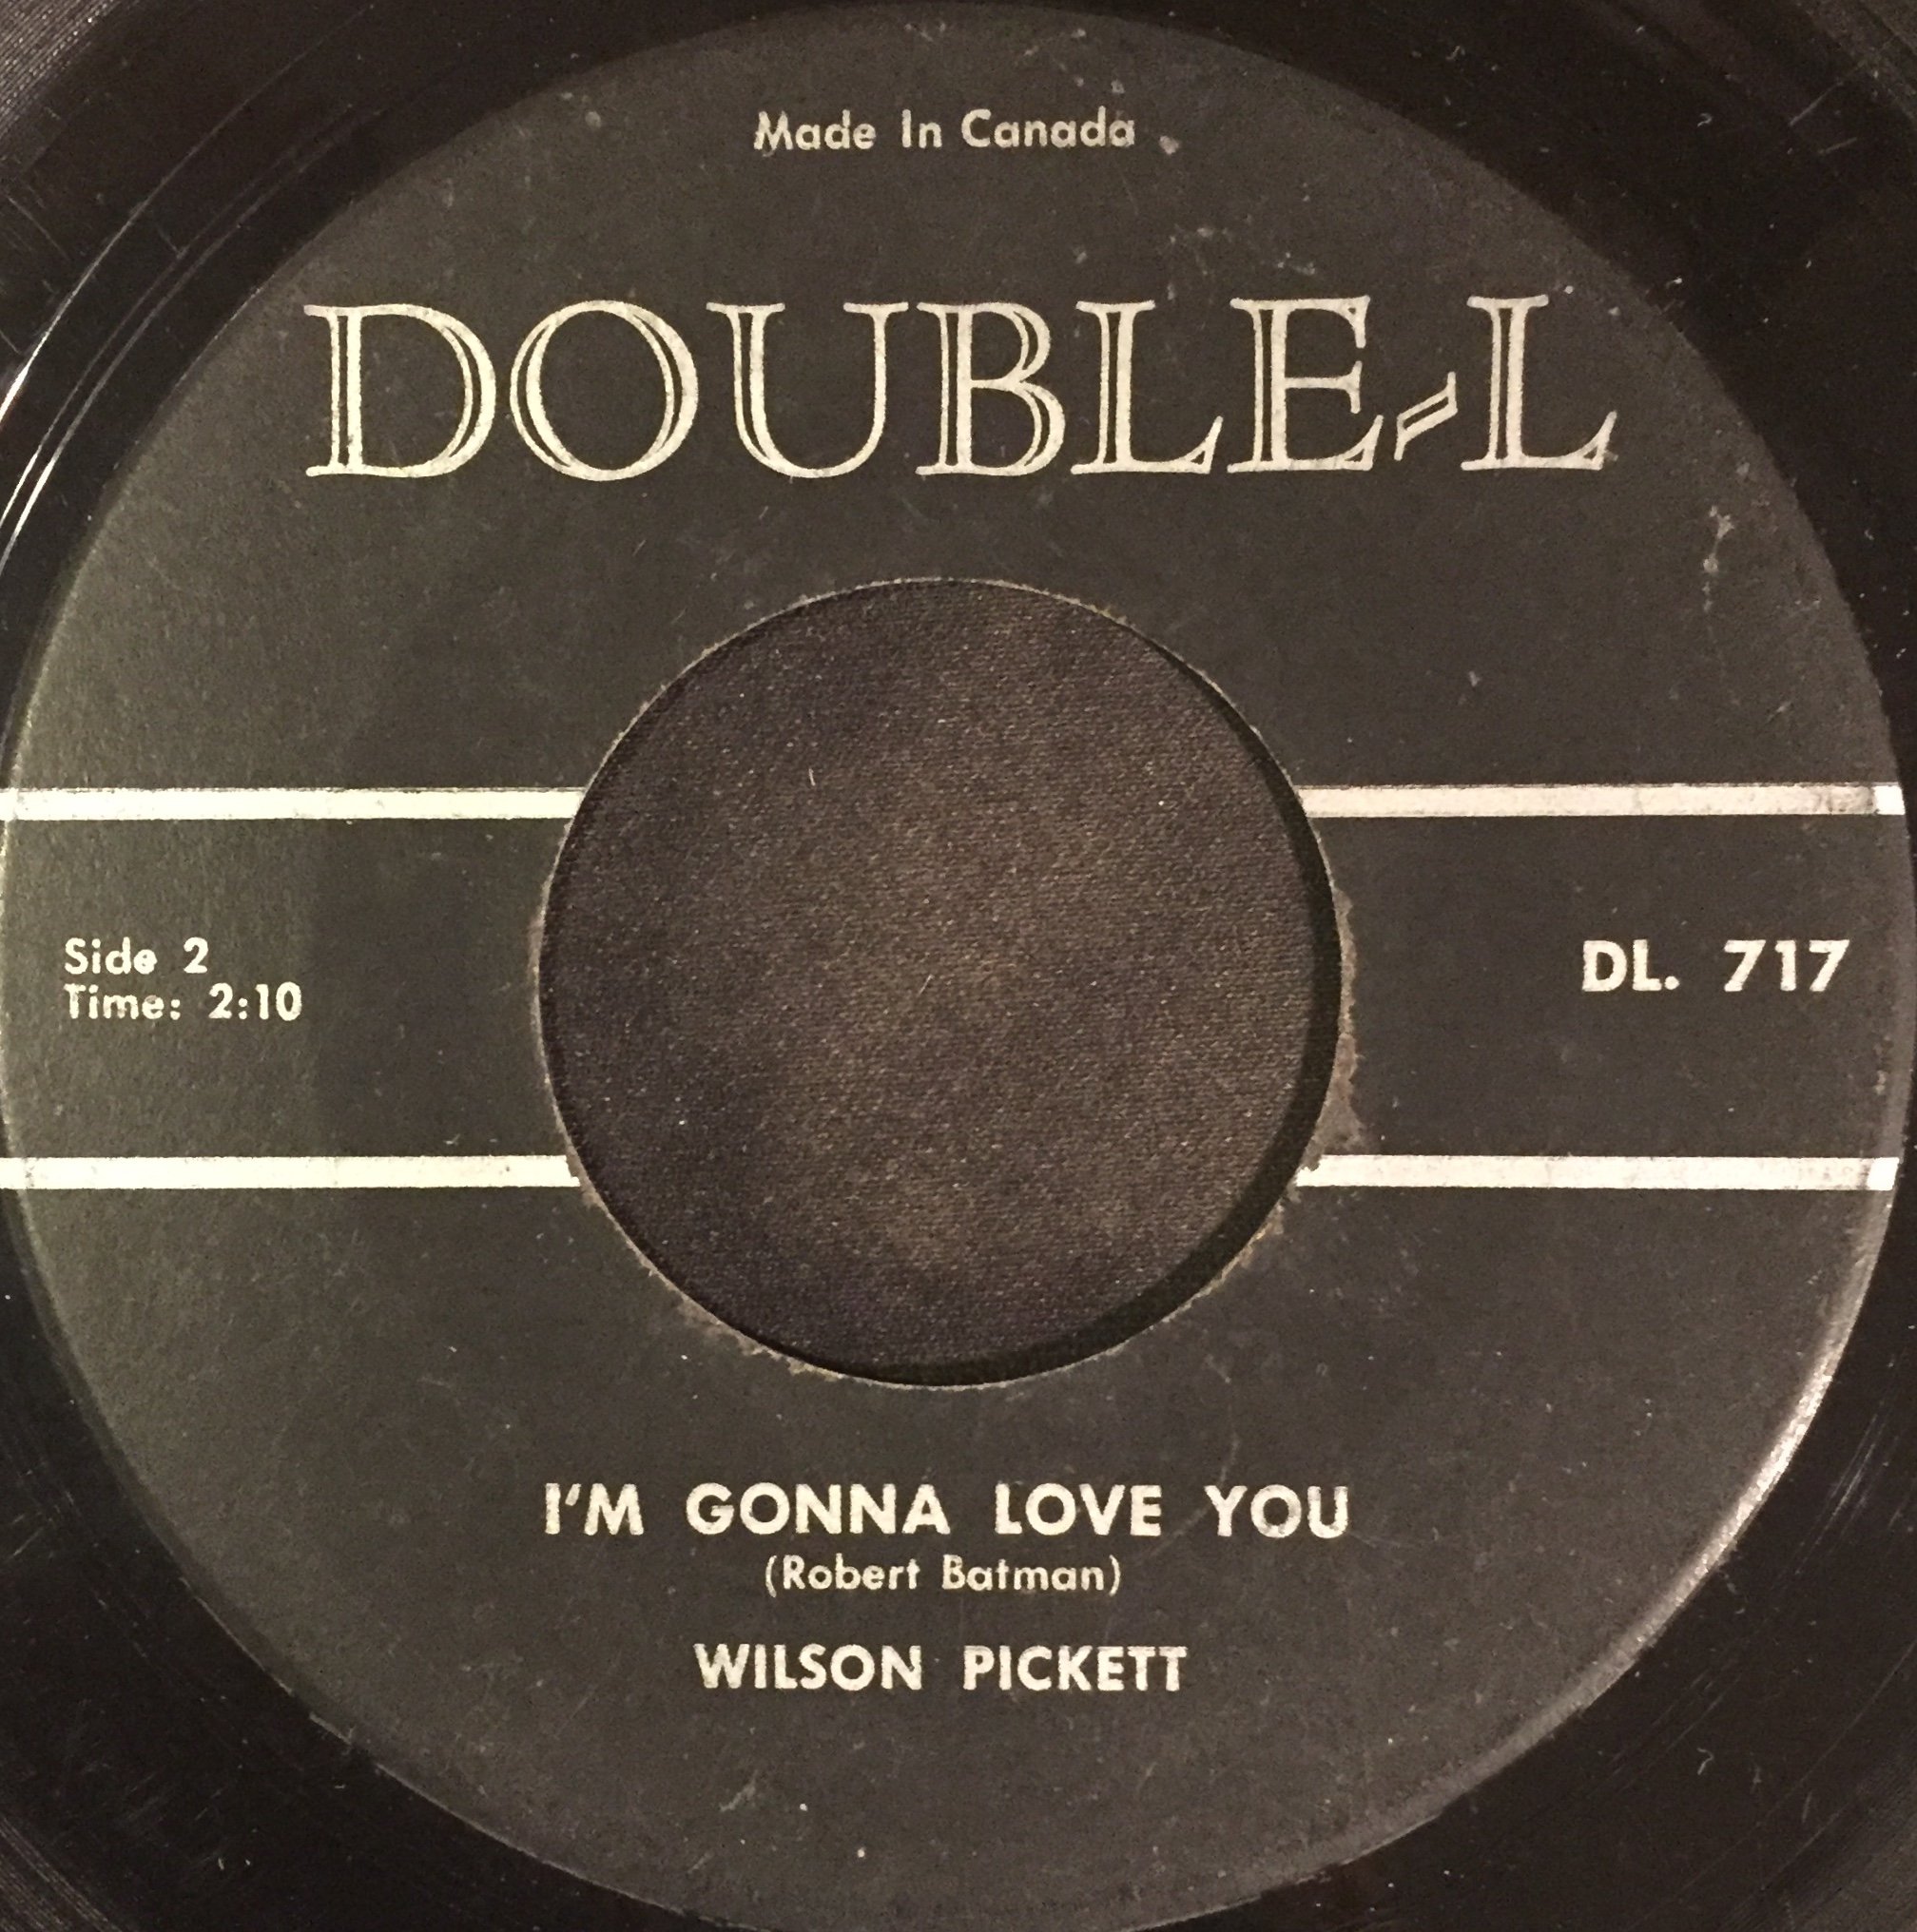 Made In Canada
DOUBLE-L
Side 2
Time: 2:10
DL. 717
I'M GONNA LOVE YOU
(Robert Batman)
WILSON PICKETT